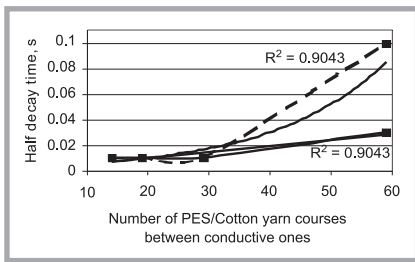 0.1
0.08
0.06
0.04
0.02
0
Half decay time, s
R² = 0.9043
R² = 0.9043
10 20 30 40 50 60
Number of PES/Cotton yarn courses
between conductive ones